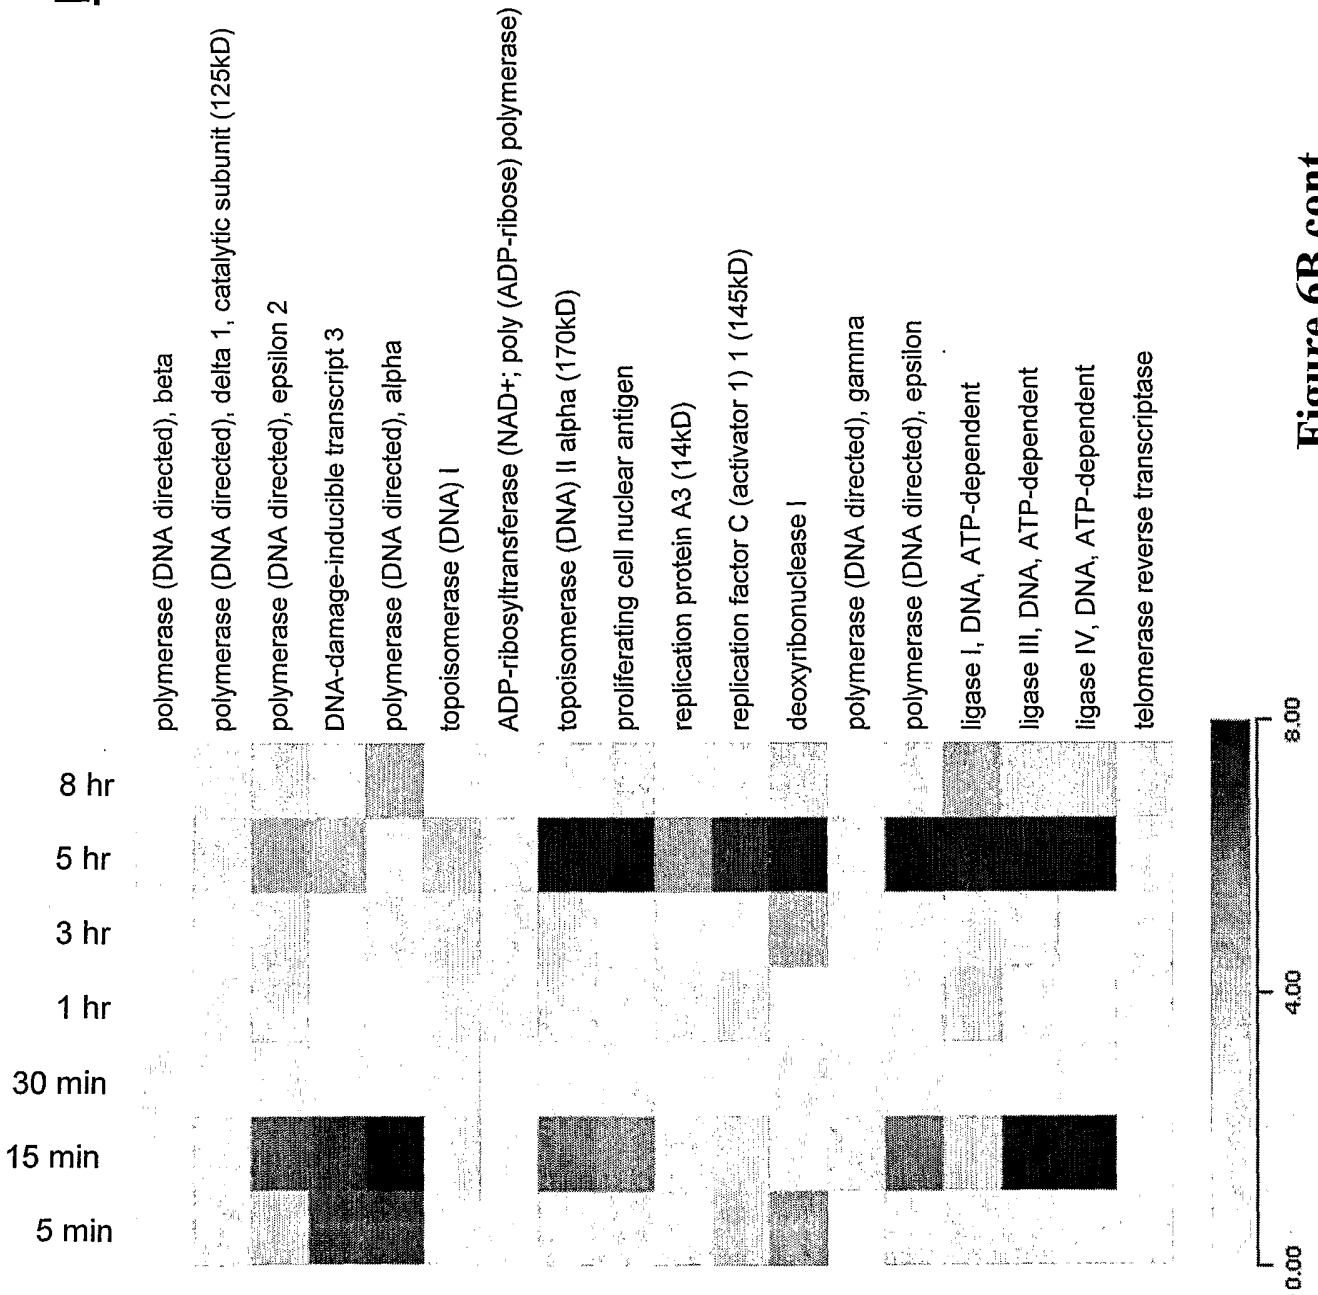 5 min
15 min
30 min
1 hr
3 hr
5 hr
8 hr
polymerase (DNA directed), beta
polymerase (DNA directed), delta 1, catalytic subunit (125kD)
polymerase (DNA directed), epsilon 2
DNA-damage-inducible transcript 3
polymerase (DNA directed), alpha
topoisomerase (DNA) I
ADP-ribosyltransferase (NAD+; poly (ADP-ribose) polymerase)
topoisomerase (DNA) II alpha (170kD)
proliferating cell nuclear antigen
replication protein A3 (14kD)
replication factor C (activator 1) 1 (145kD)
deoxyribonuclease I
polymerase (DNA directed), gamma
polymerase (DNA directed), epsilon
ligase I, DNA, ATP-dependent
ligase III, DNA, ATP-dependent
ligase IV, DNA, ATP-dependent
telomerase reverse transcriptase
0.00
4.00
8.00
Figure 6B cont